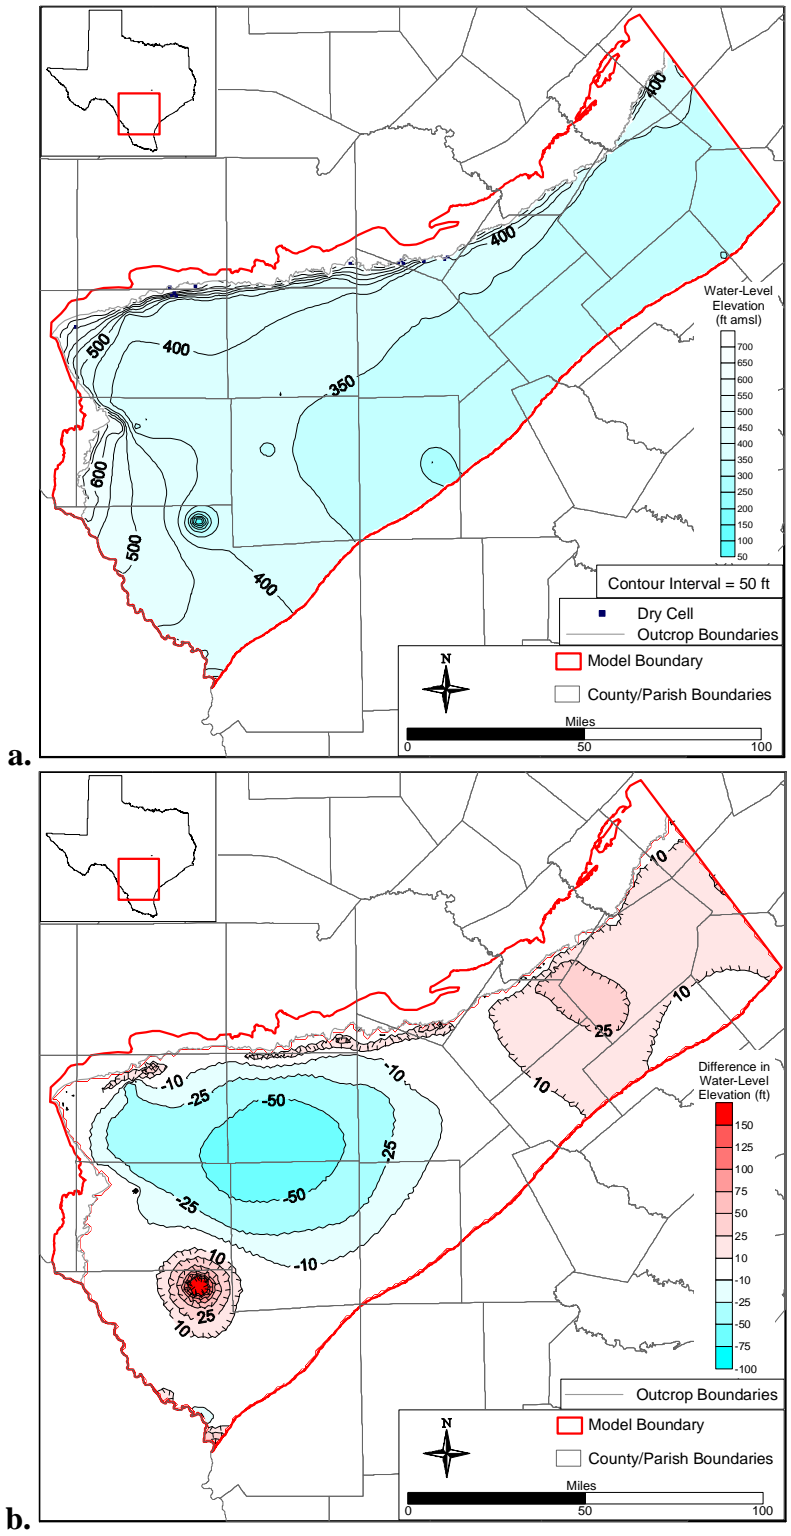 400
400
Water-Level
Elevation
(ft amsl)
700
650
600
550
500
450
400
350
300
250
200
150
100
50
500
400
350
600
500
400
Contour Interval = 50 ft
Dry Cell
Outcrop Boundaries
N
Model Boundary
County/Parish Boundaries
Miles
0 50 100
a.
10
10
25
10
Difference in
Water-Level
Elevation (ft)
150
125
100
75
50
25
10
-10
-25
-50
-75
-100
-10
-10
-25
-50
-25
-50
-25
-10
10
25
10
Outcrop Boundaries
N
Model Boundary
County/Parish Boundaries
Miles
0 50 100
b.